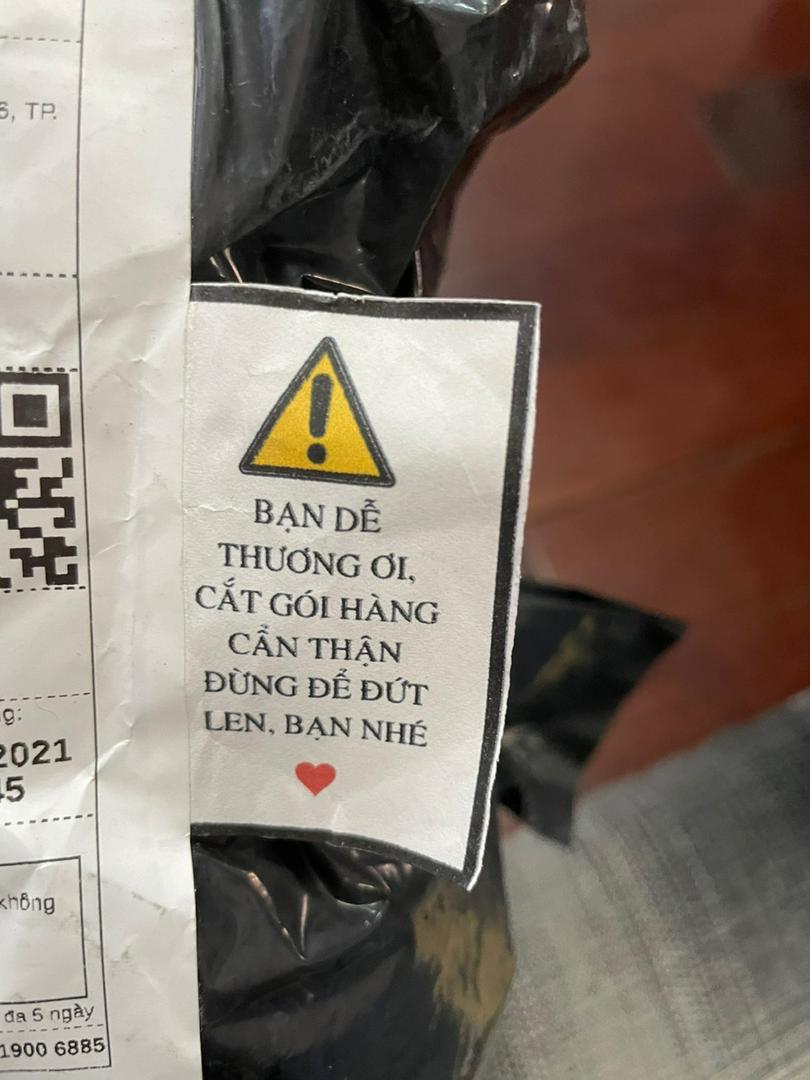 6, TP.
BẠN DỄ
THƯƠNG ƠI,
CẮT GÓI HÀNG
CẨN THẬN
ĐỪNG ĐỂ ĐỨT
LEN, BẠN NHÉ
2021
không
đa 5 ngày
1900 6885